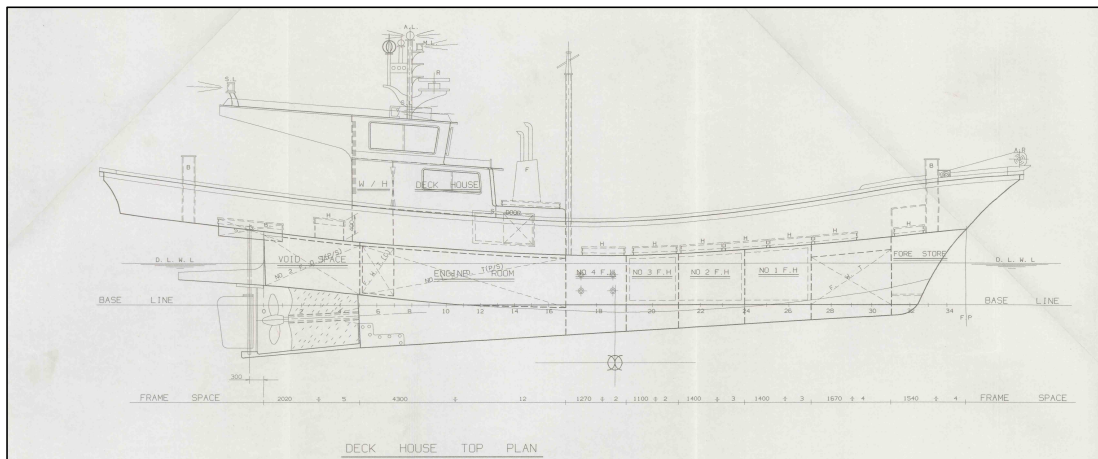 A.L
M.L
R
S.L
A.R
B
F
B
W / H
DECK HOUSE
DOOR
H
H
H
H
H
H
H
H
VOID SPACE
ENGINE ROOM
NO 4 F.H
NO 3 F.H
NO 2 F.H
NO 1 F.H
FORE STORE
D. L. W. L
D. L. W. L
BASE LINE
0
6
8
10
12
14
16
18
20
22
24
26
28
30
32
34
BASE LINE
F P
300
FRAME SPACE
2020 ÷ 5
4300 ÷ 12
1270 ÷ 2
1100 ÷ 2
1400 ÷ 3
1400 ÷ 3
1670 ÷ 4
1540 ÷ 4
FRAME SPACE
DECK HOUSE TOP PLAN